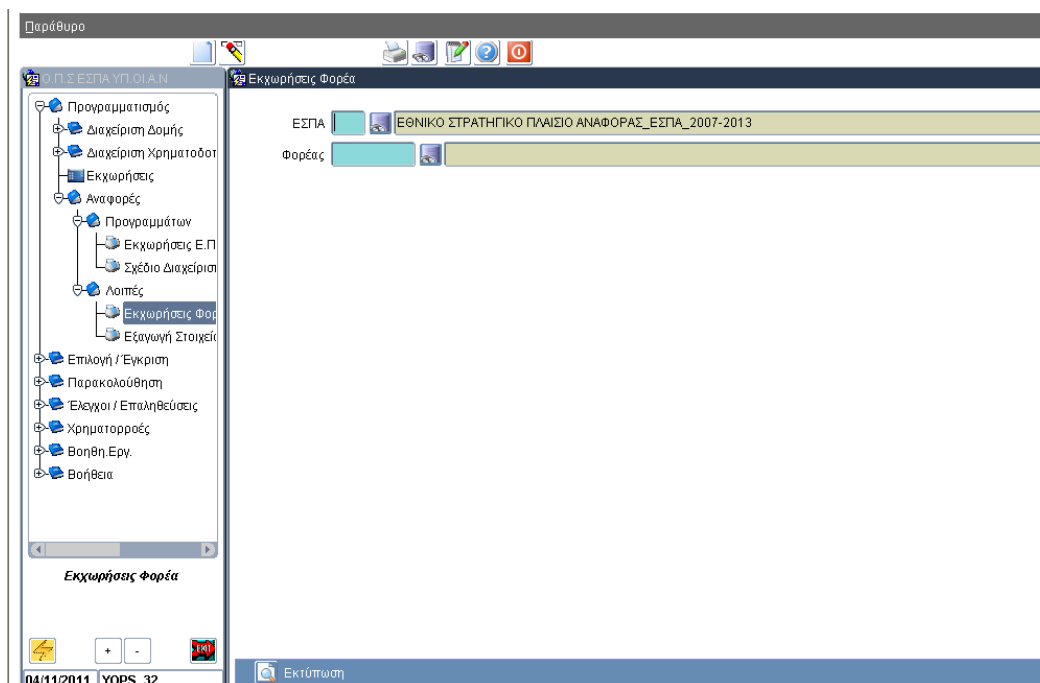 Παράθυρο
Ο.Π.Σ ΕΣΠΑ ΥΠ.ΟΙ.Α.Ν
Εκχωρήσεις Φορέα
Προγραμματισμός
Διαχείριση Δομής
Διαχείριση Χρηματοδοτ
Εκχωρήσεις
Αναφορές
Προγραμμάτων
Εκχωρήσεις Ε.Π
Σχέδιο Διαχείρισ
Λοιπές
Εκχωρήσεις Φορ
Εξαγωγή Στοιχεί
Επιλογή / Έγκριση
Παρακολούθηση
Έλεγχοι / Επαληθεύσεις
Χρηματορροές
Βοηθη.Εργ.
Βοήθεια
Εκχωρήσεις Φορέα
+ -
EXIT
04/11/2011 YOPS_32
ΕΣΠΑ ΕΘΝΙΚΟ ΣΤΡΑΤΗΓΙΚΟ ΠΛΑΙΣΙΟ ΑΝΑΦΟΡΑΣ_ΕΣΠΑ_2007-2013
Φορέας
Εκτύπωση